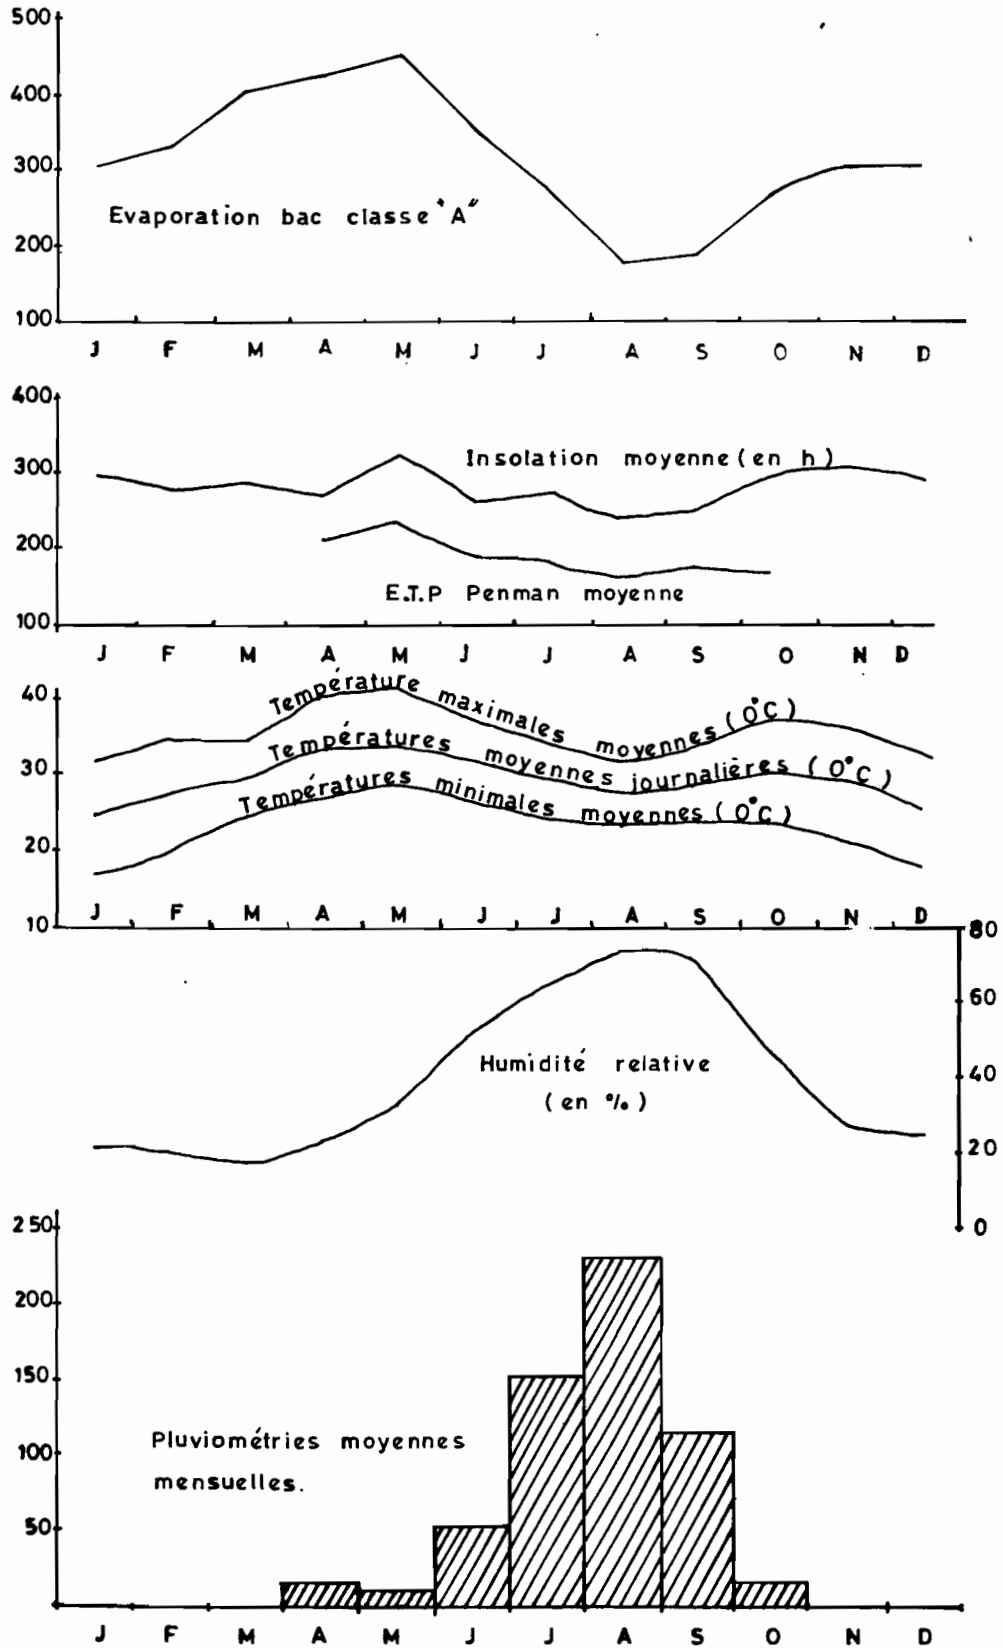 500
400
300
Evaporation bac classe "A"
200
100
J F M A M J J A S O N D
400
300
Insolation moyenne (en h)
200
E.T.P Penman moyenne
100
J F M A M J J A S O N D
40
Température maximales moyennes (0°C)
30
Températures moyennes journalières (0°C)
Températures minimales moyennes (0°C)
20
10
J F M A M J J A S O N D
80
60
Humidité relative
40
(en %)
20
0
250
200
150
Pluviométries moyennes
100
mensuelles.
50
J F M A M J J A S O N D